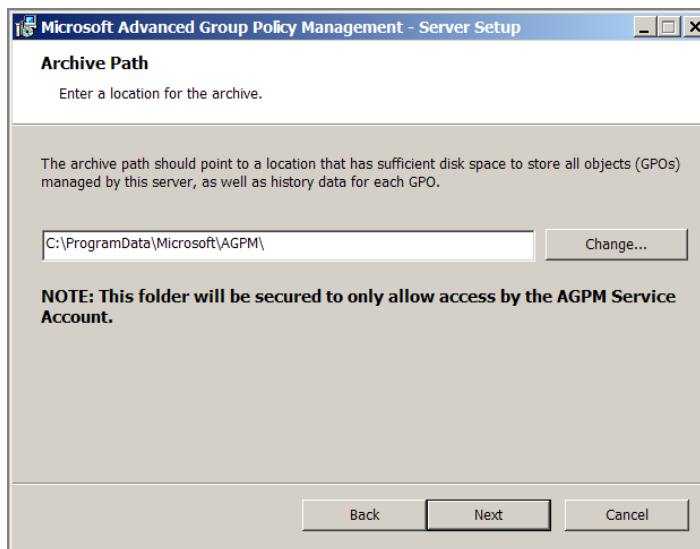 Microsoft Advanced Group Policy Management - Server Setup
Archive Path
Enter a location for the archive.
The archive path should point to a location that has sufficient disk space to store all objects (GPOs)
managed by this server, as well as history data for each GPO.
C:\ProgramData\Microsoft\AGPM\
Change...
NOTE: This folder will be secured to only allow access by the AGPM Service
Account.
Back
Next
Cancel